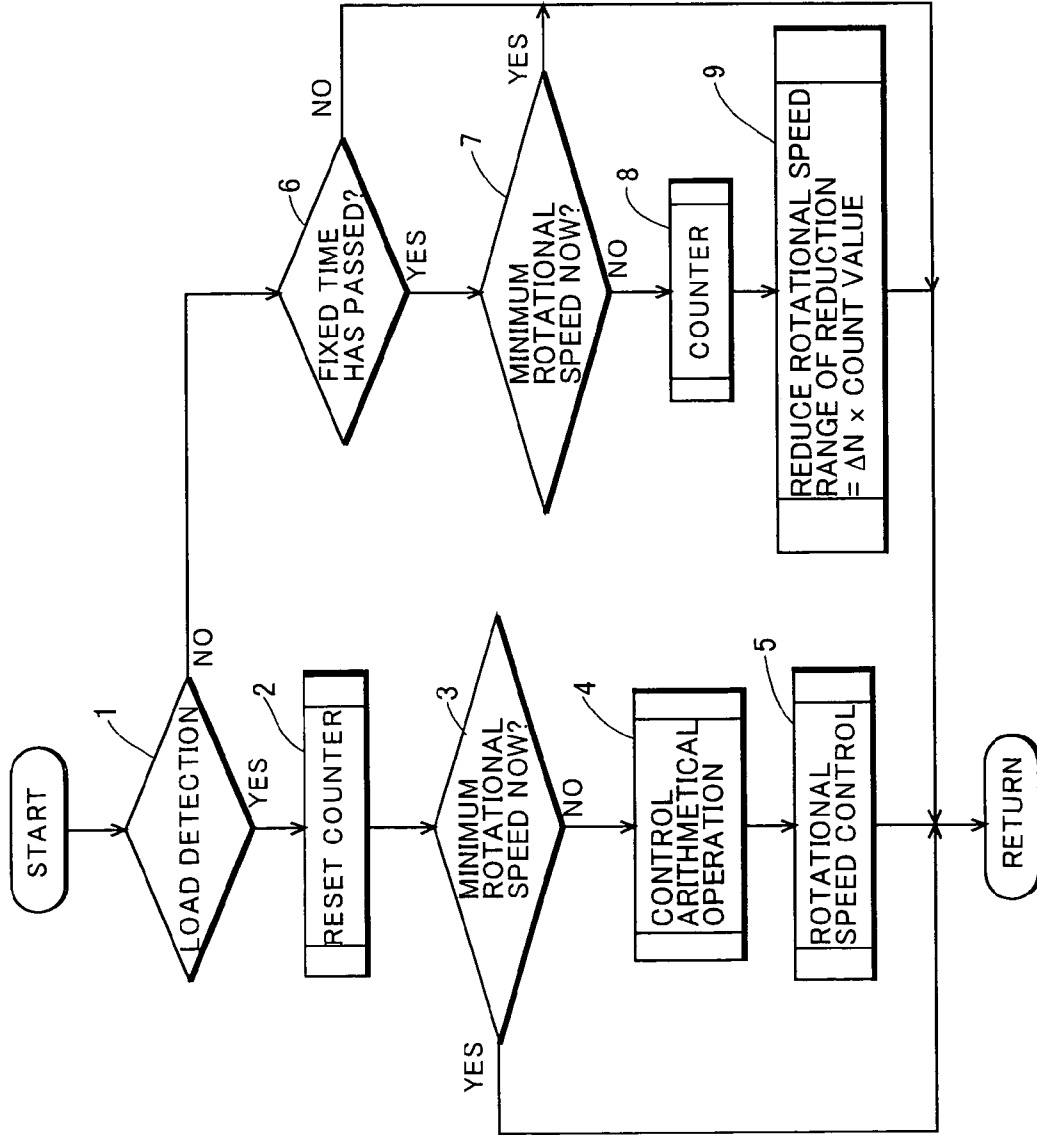 START
1
LOAD DETECTION
NO
YES
2
RESET COUNTER
3
MINIMUM
ROTATIONAL
SPEED NOW?
YES
NO
4
CONTROL
ARITHMETICAL
OPERATION
5
ROTATIONAL
SPEED CONTROL
RETURN
6
FIXED TIME
HAS PASSED?
NO
YES
7
MINIMUM
ROTATIONAL
SPEED NOW?
YES
NO
8
COUNTER
9
REDUCE ROTATIONAL SPEED
RANGE OF REDUCTION
= ΔN × COUNT VALUE